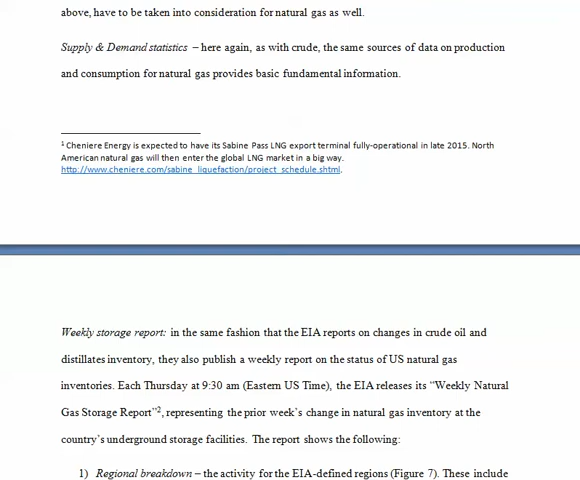 above, have to be taken into consideration for natural gas as well.
Supply & Demand statistics – here again, as with crude, the same sources of data on production
and consumption for natural gas provides basic fundamental information.
1 Cheniere Energy is expected to have its Sabine Pass LNG export terminal fully-operational in late 2015. North
American natural gas will then enter the global LNG market in a big way.
http://www.cheniere.com/sabine_liquefaction/project_schedule.shtml.
Weekly storage report: in the same fashion that the EIA reports on changes in crude oil and
distillates inventory, they also publish a weekly report on the status of US natural gas
inventories. Each Thursday at 9:30 am (Eastern US Time), the EIA releases its “Weekly Natural
Gas Storage Report”2, representing the prior week’s change in natural gas inventory at the
country’s underground storage facilities. The report shows the following:
1) Regional breakdown – the activity for the EIA-defined regions (Figure 7). These include